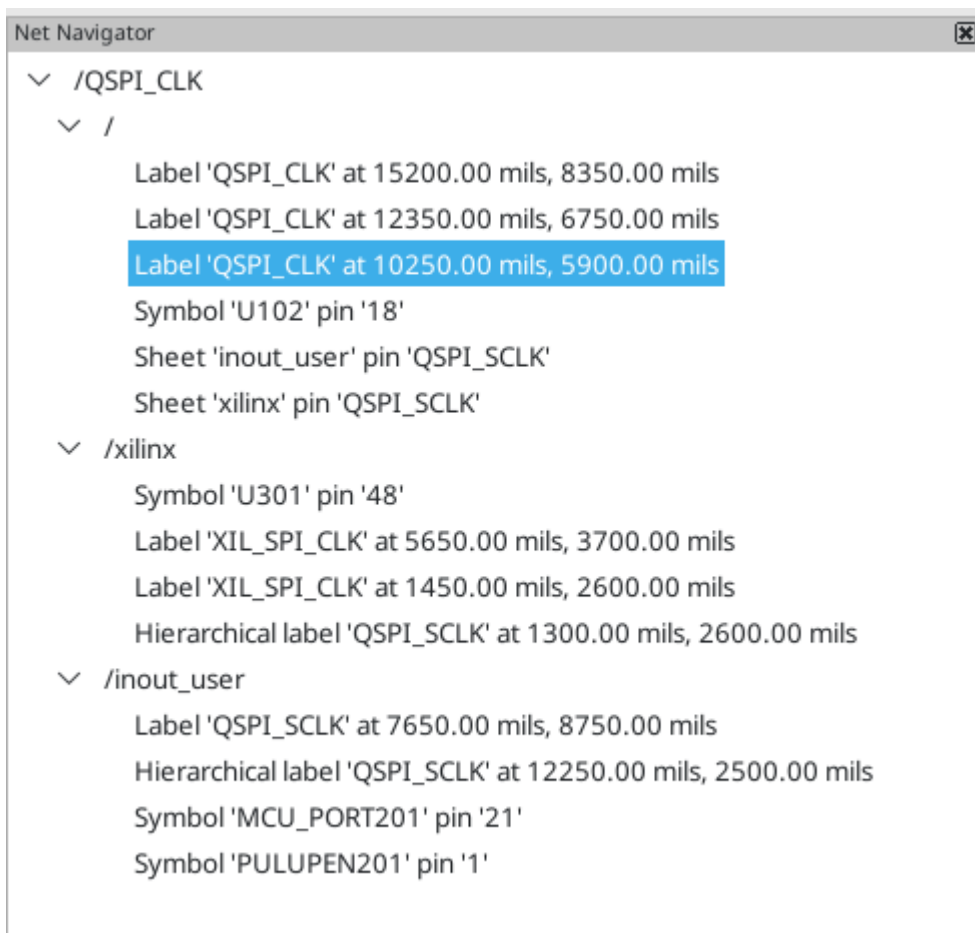 Net Navigator
/QSPI_CLK
/
Label 'QSPI_CLK' at 15200.00 mils, 8350.00 mils
Label 'QSPI_CLK' at 12350.00 mils, 6750.00 mils
Label 'QSPI_CLK' at 10250.00 mils, 5900.00 mils
Symbol 'U102' pin '18'
Sheet 'inout_user' pin 'QSPI_SCLK'
Sheet 'xilinx' pin 'QSPI_SCLK'
/xilinx
Symbol 'U301' pin '48'
Label 'XIL_SPI_CLK' at 5650.00 mils, 3700.00 mils
Label 'XIL_SPI_CLK' at 1450.00 mils, 2600.00 mils
Hierarchical label 'QSPI_SCLK' at 1300.00 mils, 2600.00 mils
/inout_user
Label 'QSPI_SCLK' at 7650.00 mils, 8750.00 mils
Hierarchical label 'QSPI_SCLK' at 12250.00 mils, 2500.00 mils
Symbol 'MCU_PORT201' pin '21'
Symbol 'PULUPEN201' pin '1'